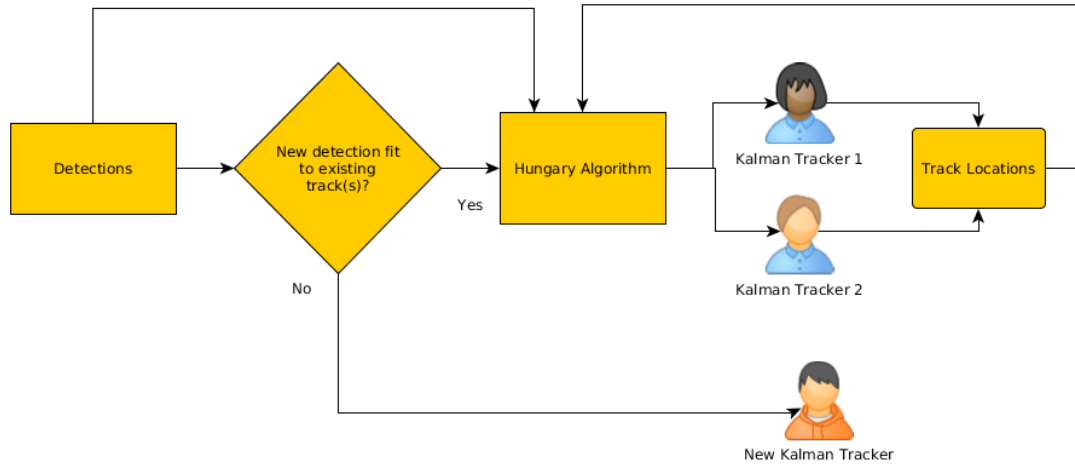 Detections
New detection fit
to existing
track(s)?
Yes
No
Hungary Algorithm
Kalman Tracker 1
Kalman Tracker 2
Track Locations
New Kalman Tracker